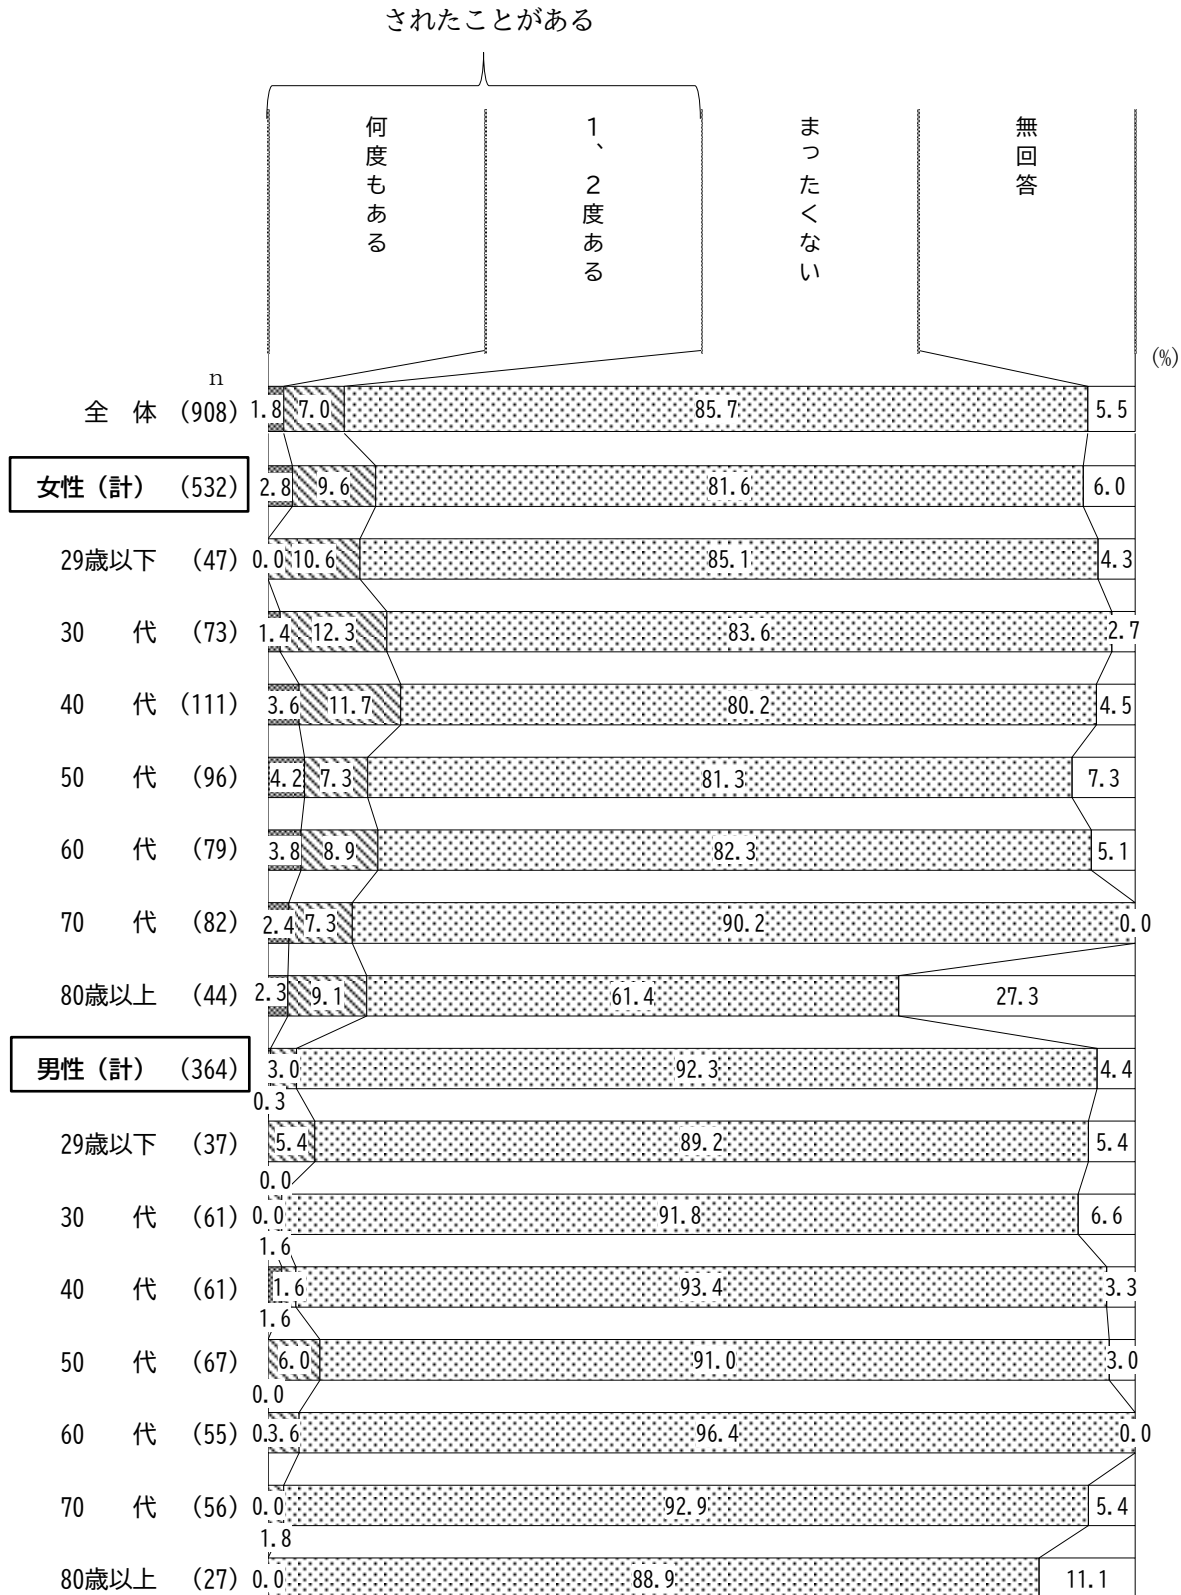 されたことがある
何度もある
1、2度ある
まったくない
無回答
(%)
n
全　体 (908) 1.8 7.0 85.7 5.5
女性（計） (532) 2.8 9.6 81.6 6.0
29歳以下 (47) 0.0 10.6 85.1 4.3
30　代 (73) 1.4 12.3 83.6 2.7
40　代 (111) 3.6 11.7 80.2 4.5
50　代 (96) 4.2 7.3 81.3 7.3
60　代 (79) 3.8 8.9 82.3 5.1
70　代 (82) 2.4 7.3 90.2 0.0
80歳以上 (44) 2.3 9.1 61.4 27.3
男性（計） (364) 3.0 92.3 4.4
0.3
29歳以下 (37) 5.4 89.2 5.4
0.0
30　代 (61) 0.0 91.8 6.6
1.6
40　代 (61) 1.6 93.4 3.3
1.6
50　代 (67) 6.0 91.0 3.0
0.0
60　代 (55) 3.6 96.4 0.0
70　代 (56) 0.0 92.9 5.4
1.8
80歳以上 (27) 0.0 88.9 11.1